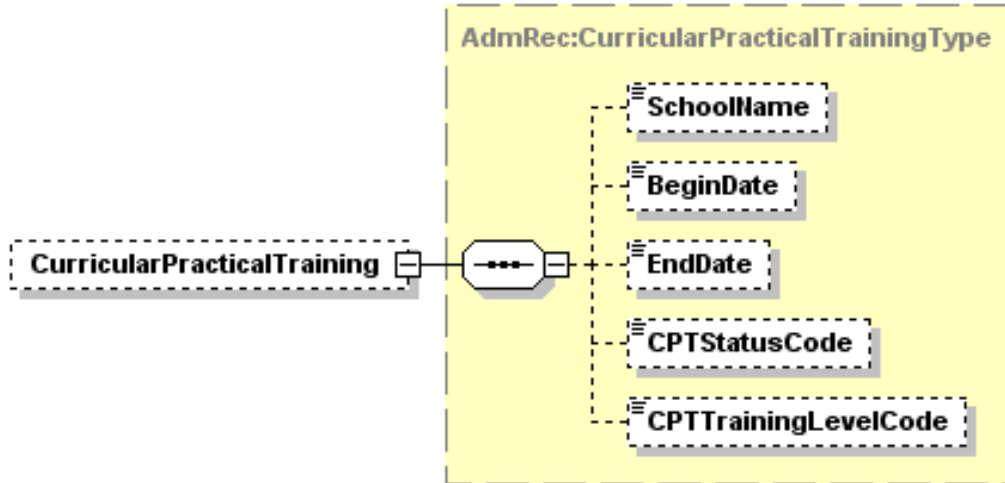 AdmRec:CurricularPracticalTrainingType
SchoolName
BeginDate
CurricularPracticalTraining
EndDate
CPTStatusCode
CPTTrainingLevelCode